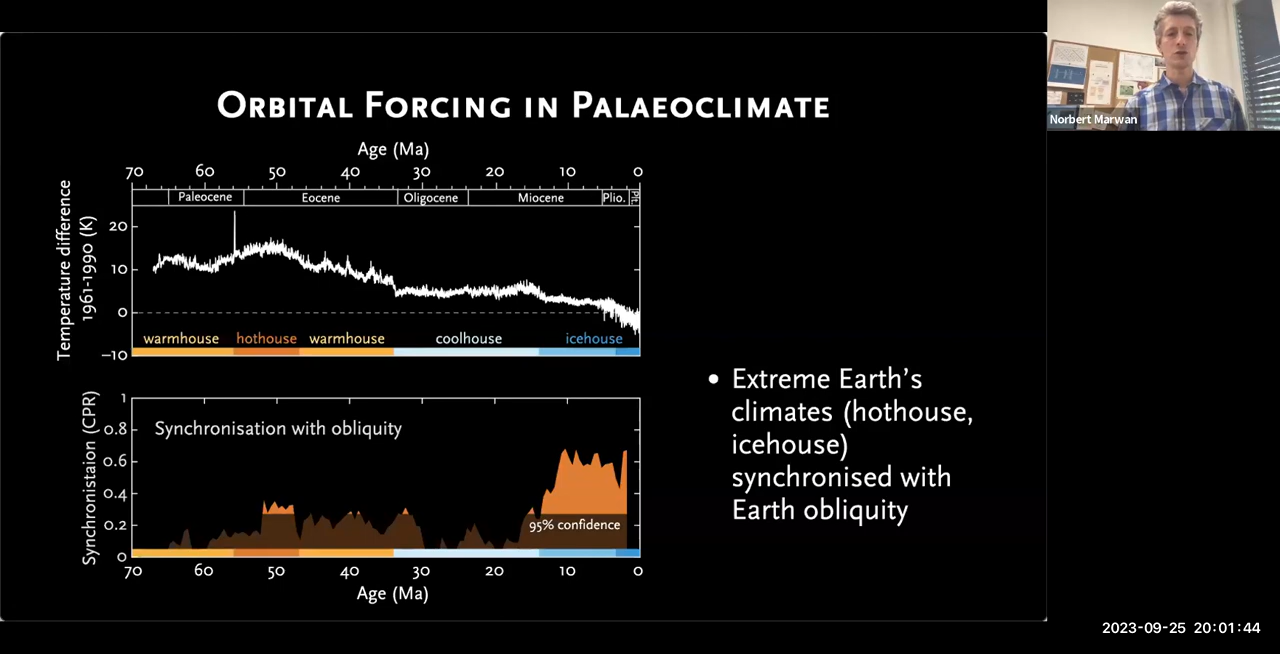 ORBITAL FORCING IN PALAEOCLIMATE
Norbert Marwan
Age (Ma)
70 60 50 40 30 20 10 0
Paleocene Eocene Oligocene Miocene Plio. Plt.
Temperature difference
1961-1990 (K)
20
10
0
−10
warmhouse hothouse warmhouse coolhouse icehouse
Synchronistaion (CPR)
1
0.8
0.6
0.4
0.2
0
Synchronisation with obliquity
95% confidence
70 60 50 40 30 20 10 0
Age (Ma)
• Extreme Earth's
climates (hothouse,
icehouse)
synchronised with
Earth obliquity
2023-09-25 20:01:44